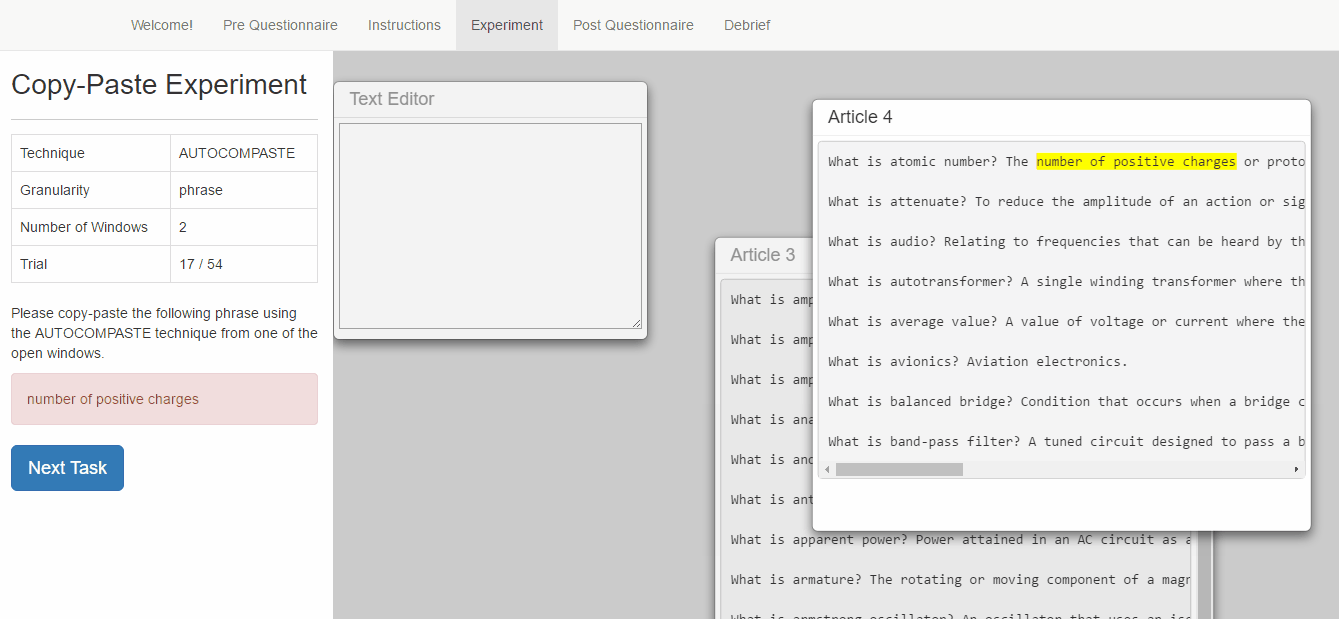 Welcome! Pre Questionnaire Instructions Experiment Post Questionnaire Debrief
Copy-Paste Experiment
Technique AUTOCOMPASTE
Granularity phrase
Number of Windows 2
Trial 17 / 54
Please copy-paste the following phrase using
the AUTOCOMPASTE technique from one of the
open windows.
number of positive charges
Next Task
Text Editor
Article 4
What is atomic number? The number of positive charges or proto
What is attenuate? To reduce the amplitude of an action or sig
What is audio? Relating to frequencies that can be heard by th
What is autotransformer? A single winding transformer where th
What is average value? A value of voltage or current where the
What is avionics? Aviation electronics.
What is balanced bridge? Condition that occurs when a bridge c
What is band-pass filter? A tuned circuit designed to pass a b
Article 3
What is amp
What is amp
What is amp
What is ana
What is ano
What is ant
What is apparent power? Power attained in an AC circuit as a
What is armature? The rotating or moving component of a magn
What is armstrong oscillator? An oscillator that uses an iso